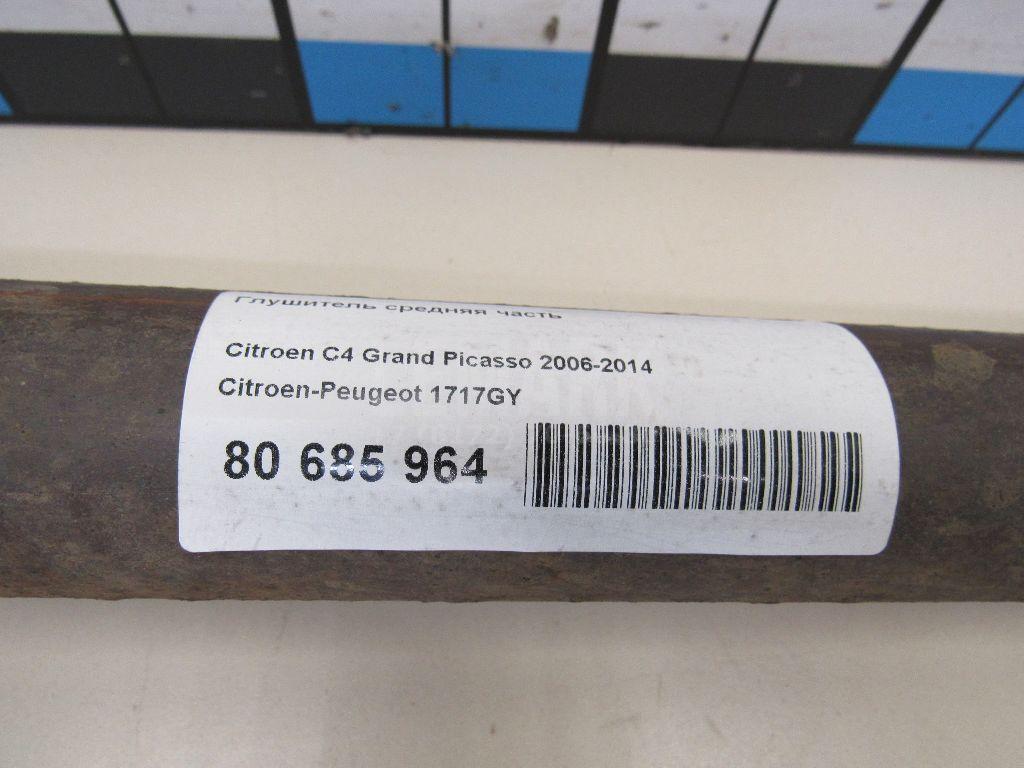 Глушитель средняя часть
Citroen C4 Grand Picasso 2006-2014
Citroen-Peugeot 1717GY
80 685 964